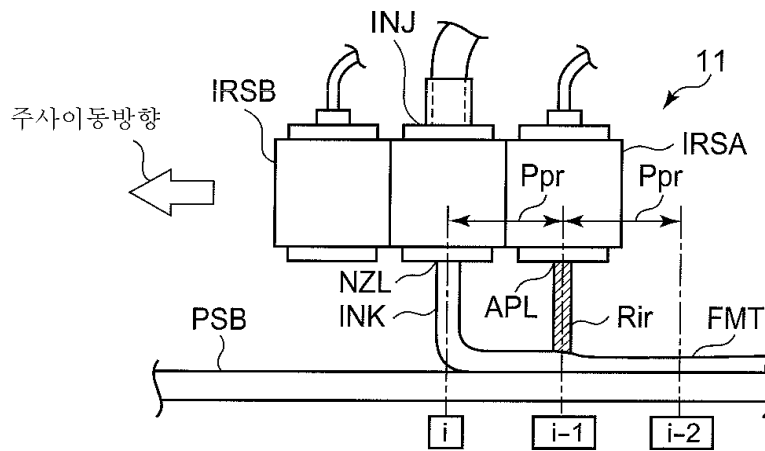 INJ
11
IRSB
주사이동방향
IRSA
Ppr
Ppr
NZL
INK
APL
Rir
FMT
PSB
i
i-1
i-2